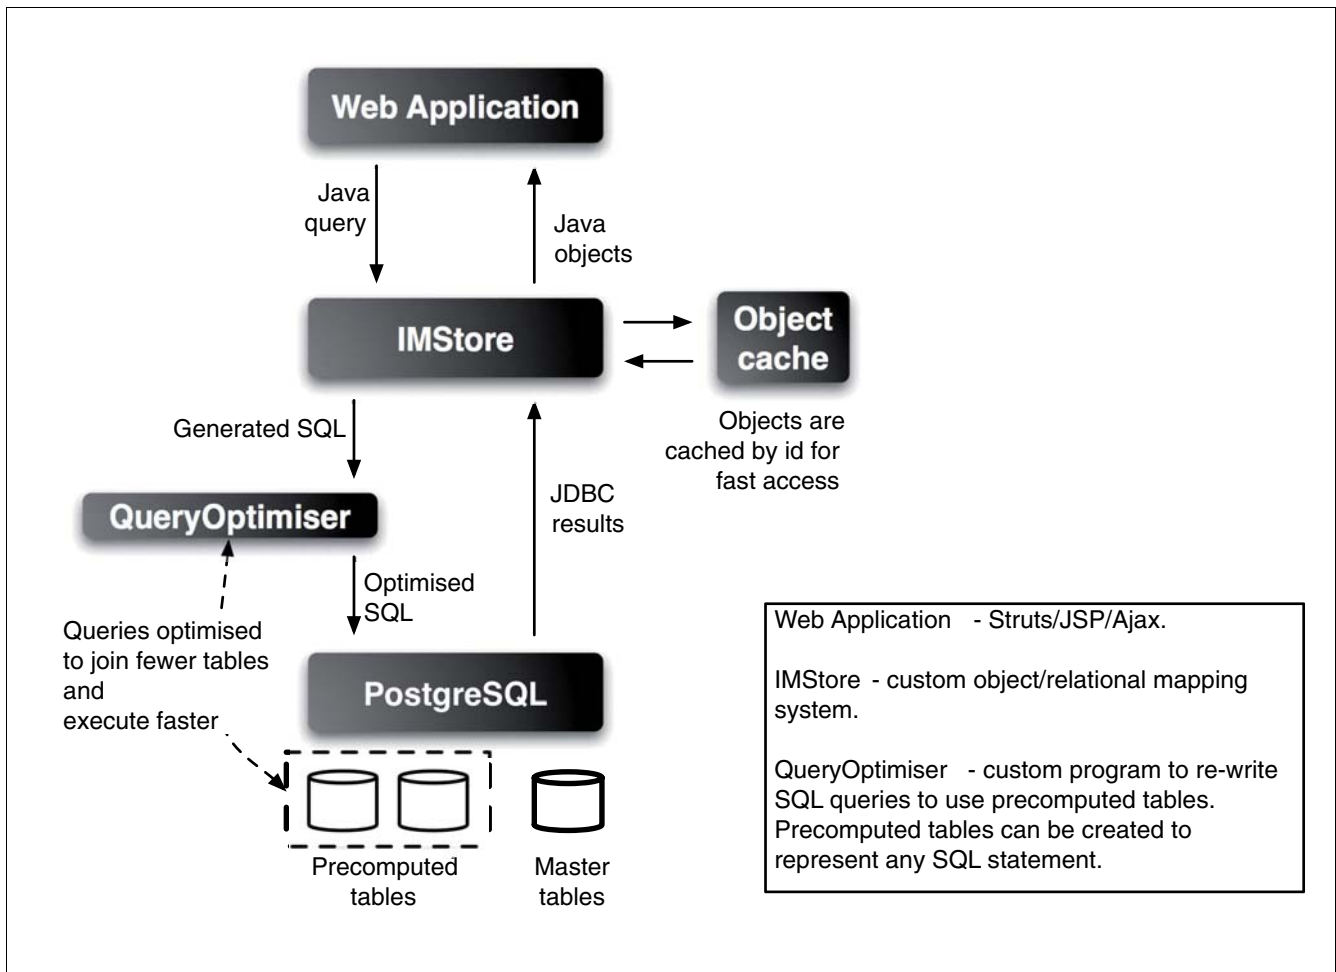 Web Application
Java
query
Java
objects
IMStore
Object
cache
Objects are
cached by id for
fast access
Generated SQL
QueryOptimiser
JDBC
results
Optimised
SQL
Queries optimised
to join fewer tables
and
execute faster
PostgreSQL
Precomputed
tables
Master
tables
Web Application - Struts/JSP/Ajax.
IMStore - custom object/relational mapping
system.
QueryOptimiser - custom program to re-write
SQL queries to use precomputed tables.
Precomputed tables can be created to
represent any SQL statement.